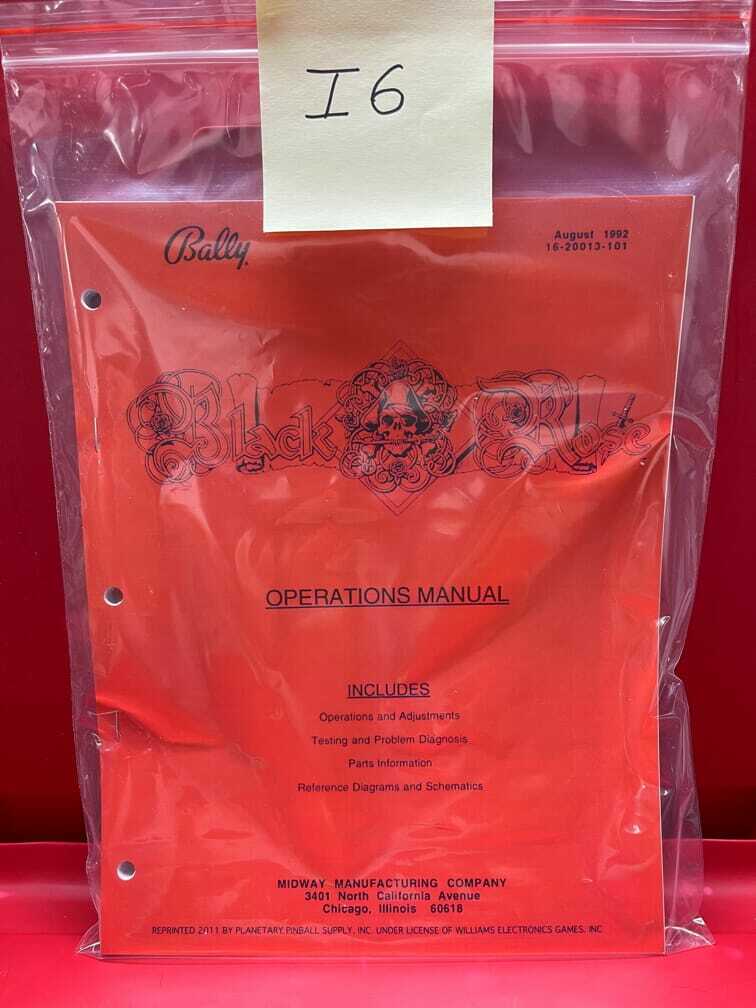 I6
Bally
August 1992
16-20013-101
Black Rose
OPERATIONS MANUAL
INCLUDES
Operations and Adjustments
Testing and Problem Diagnosis
Parts Information
Reference Diagrams and Schematics
MIDWAY MANUFACTURING COMPANY
3401 North California Avenue
Chicago, Illinois 60618
REPRINTED 2011 BY PLANETARY PINBALL SUPPLY, INC. UNDER LICENSE OF WILLIAMS ELECTRONICS GAMES, INC